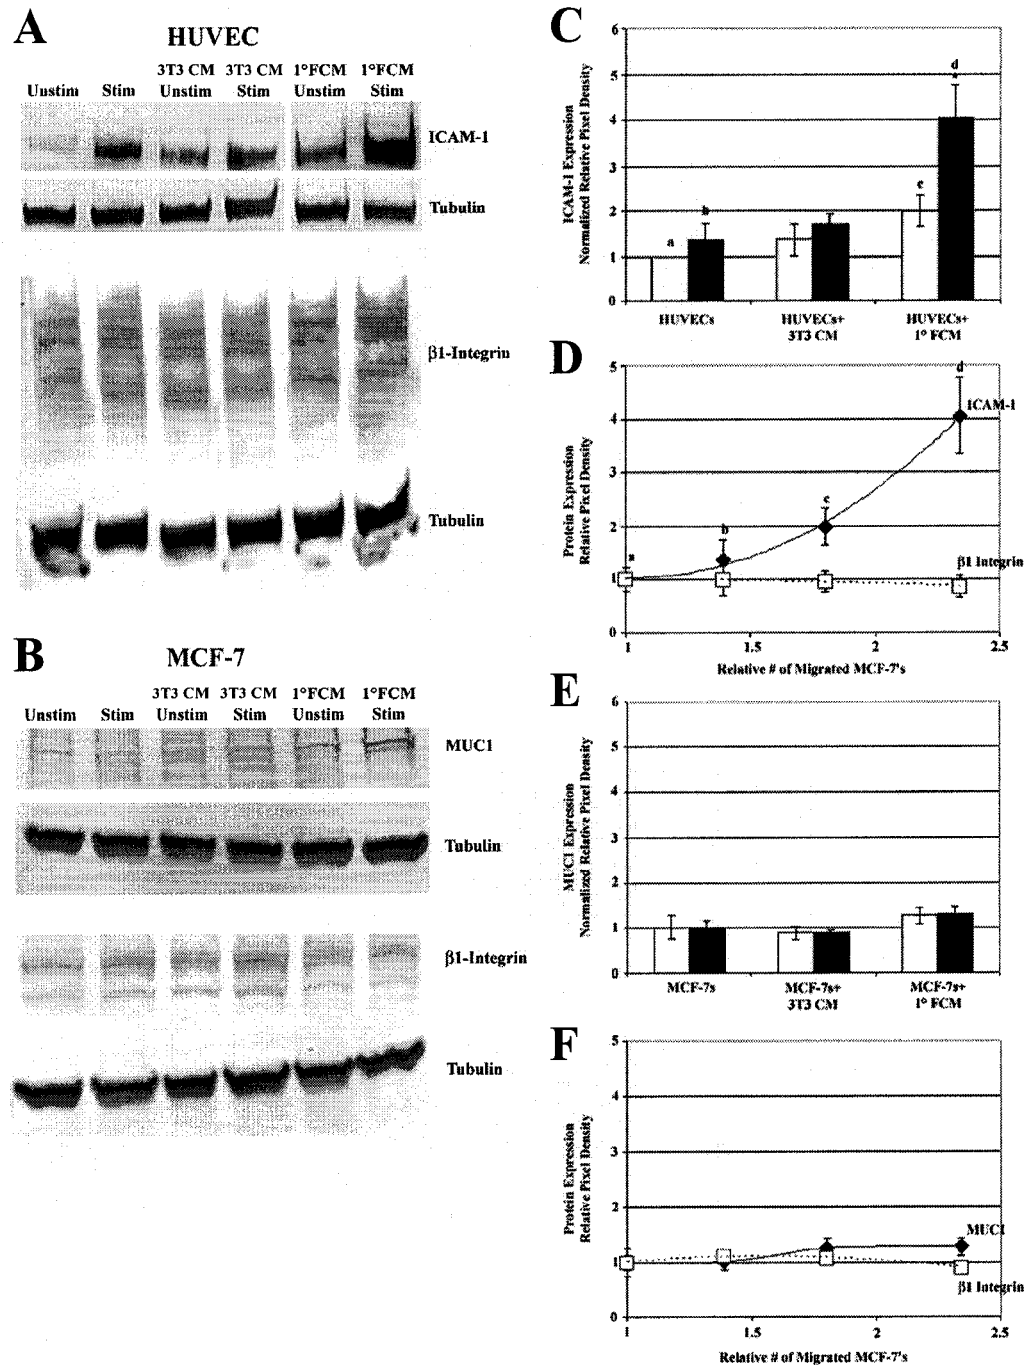 A
HUVEC
3T3 CM 3T3 CM 1°FCM 1°FCM
Unstim Stim Unstim Stim Unstim Stim
ICAM-1
Tubulin
β1-Integrin
Tubulin
B
MCF-7
3T3 CM 3T3 CM 1°FCM 1°FCM
Unstim Stim Unstim Stim Unstim Stim
MUC1
Tubulin
β1-Integrin
Tubulin
C
ICAM-1 Expression
Normalized Relative Pixel Density
6
5
4
3
2
1
0
a
b
c
d
*
HUVECs
HUVECs+
3T3 CM
HUVECs+
1° FCM
D
Protein Expression
Relative Pixel Density
5
4
3
2
1
0
a
b
c
d
ICAM-1
β1 Integrin
1 1.5 2 2.5
Relative # of Migrated MCF-7's
E
MUC1 Expression
Normalized Relative Pixel Density
6
5
4
3
2
1
0
MCF-7s
MCF-7s+
3T3 CM
MCF-7s+
1° FCM
F
Protein Expression
Relative Pixel Density
5
4
3
2
1
0
MUC1
β1 Integrin
1 1.5 2 2.5
Relative # of Migrated MCF-7's